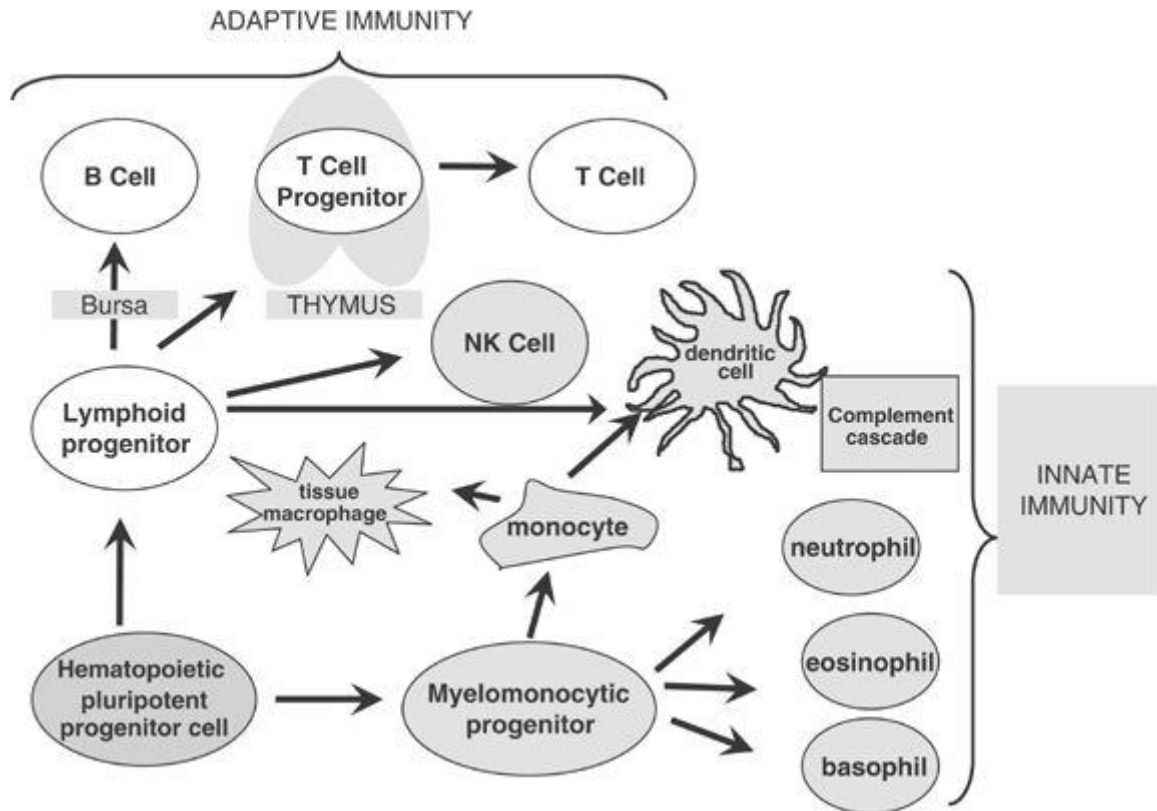 ADAPTIVE IMMUNITY
B Cell
T Cell
Progenitor
T Cell
Bursa
THYMUS
NK Cell
dendritic
cell
Lymphoid
progenitor
Complement
cascade
tissue
macrophage
monocyte
INNATE
IMMUNITY
neutrophil
Hematopoietic
pluripotent
progenitor cell
Myelomonocytic
progenitor
eosinophil
basophil